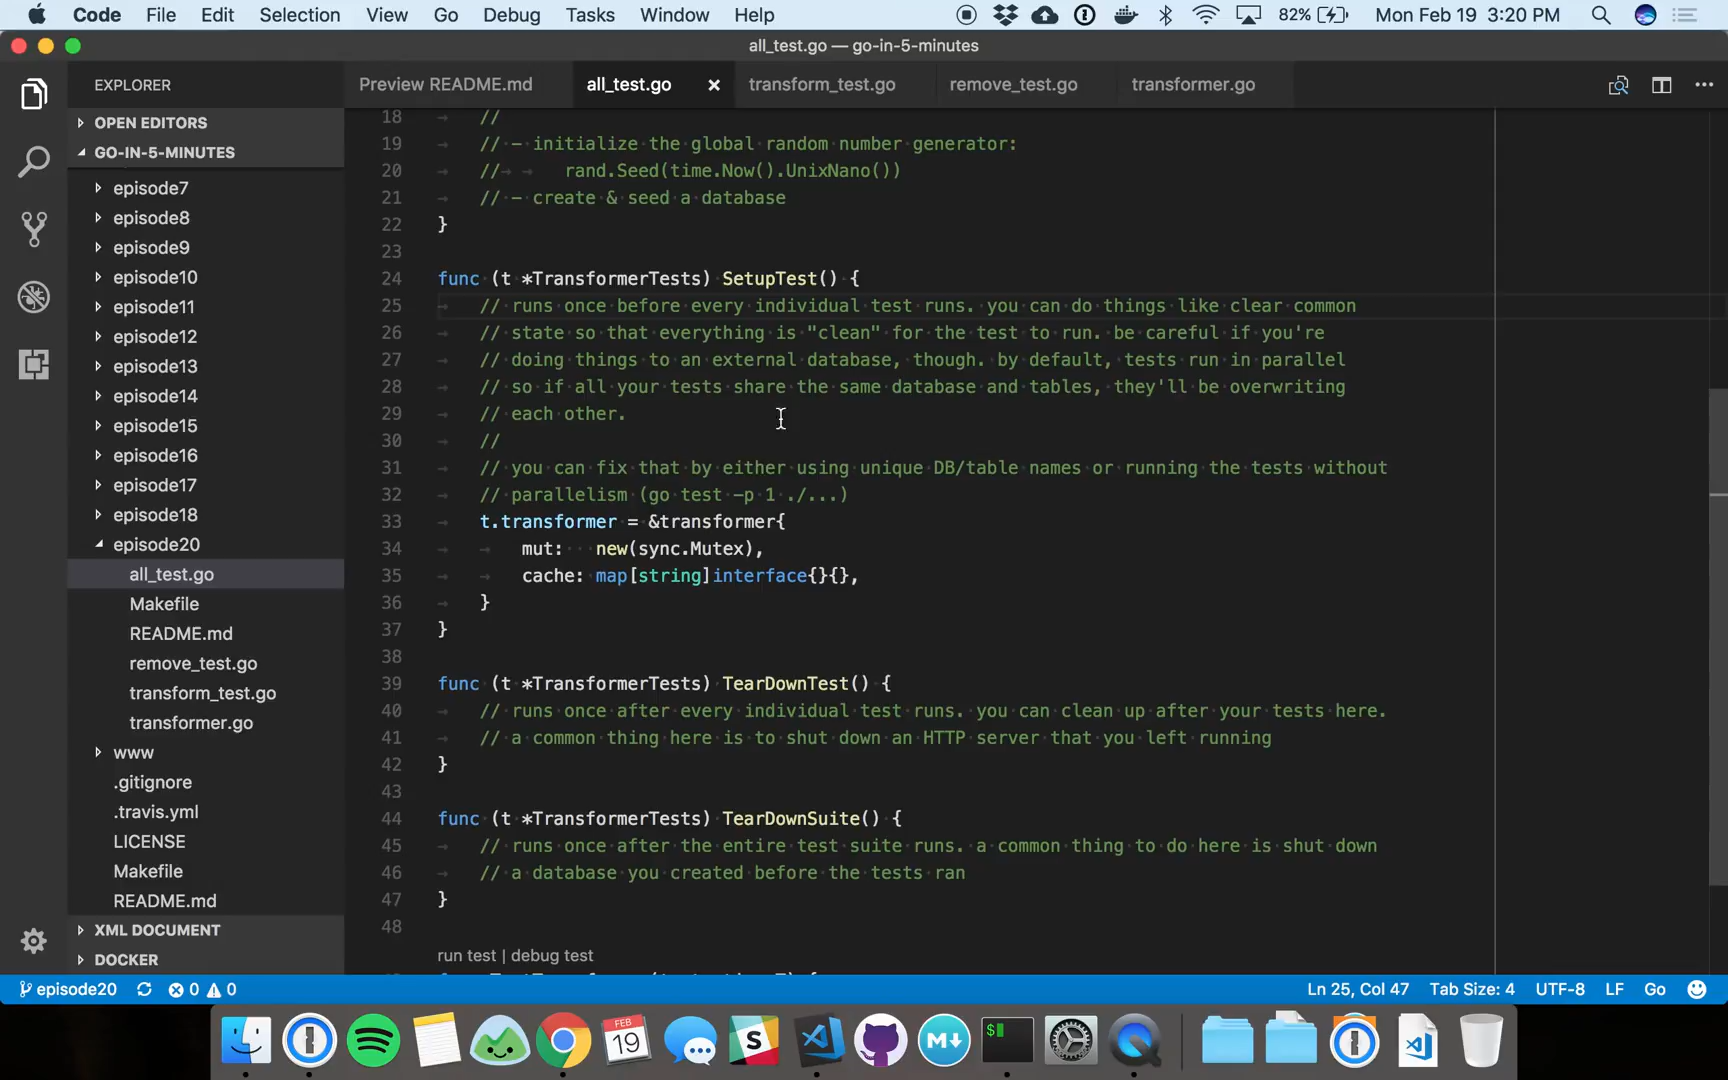 Code File Edit Selection View Go Debug Tasks Window Help 82% Mon Feb 19 3:20 PM
all_test.go — go-in-5-minutes
EXPLORER
OPEN EDITORS
GO-IN-5-MINUTES
episode7
episode8
episode9
episode10
episode11
episode12
episode13
episode14
episode15
episode16
episode17
episode18
episode20
all_test.go
Makefile
README.md
remove_test.go
transform_test.go
transformer.go
www
.gitignore
.travis.yml
LICENSE
Makefile
README.md
XML DOCUMENT
DOCKER
Preview README.md all_test.go transform_test.go remove_test.go transformer.go
18 //
19 // - initialize the global random number generator:
20 // rand.Seed(time.Now().UnixNano())
21 // - create & seed a database
22 }
23
24 func (t *TransformerTests) SetupTest() {
25 // runs once before every individual test runs. you can do things like clear common
26 // state so that everything is "clean" for the test to run. be careful if you're
27 // doing things to an external database, though. by default, tests run in parallel
28 // so if all your tests share the same database and tables, they'll be overwriting
29 // each other.
30 //
31 // you can fix that by either using unique DB/table names or running the tests without
32 // parallelism (go test -p 1 ./...)
33 t.transformer = &transformer{
34 mut: new(sync.Mutex),
35 cache: map[string]interface{}{},
36 }
37 }
38
39 func (t *TransformerTests) TearDownTest() {
40 // runs once after every individual test runs. you can clean up after your tests here.
41 // a common thing here is to shut down an HTTP server that you left running
42 }
43
44 func (t *TransformerTests) TearDownSuite() {
45 // runs once after the entire test suite runs. a common thing to do here is shut down
46 // a database you created before the tests ran
47 }
48
run test | debug test
episode20 0 0 Ln 25, Col 47 Tab Size: 4 UTF-8 LF Go
FEB
19
S
M
$